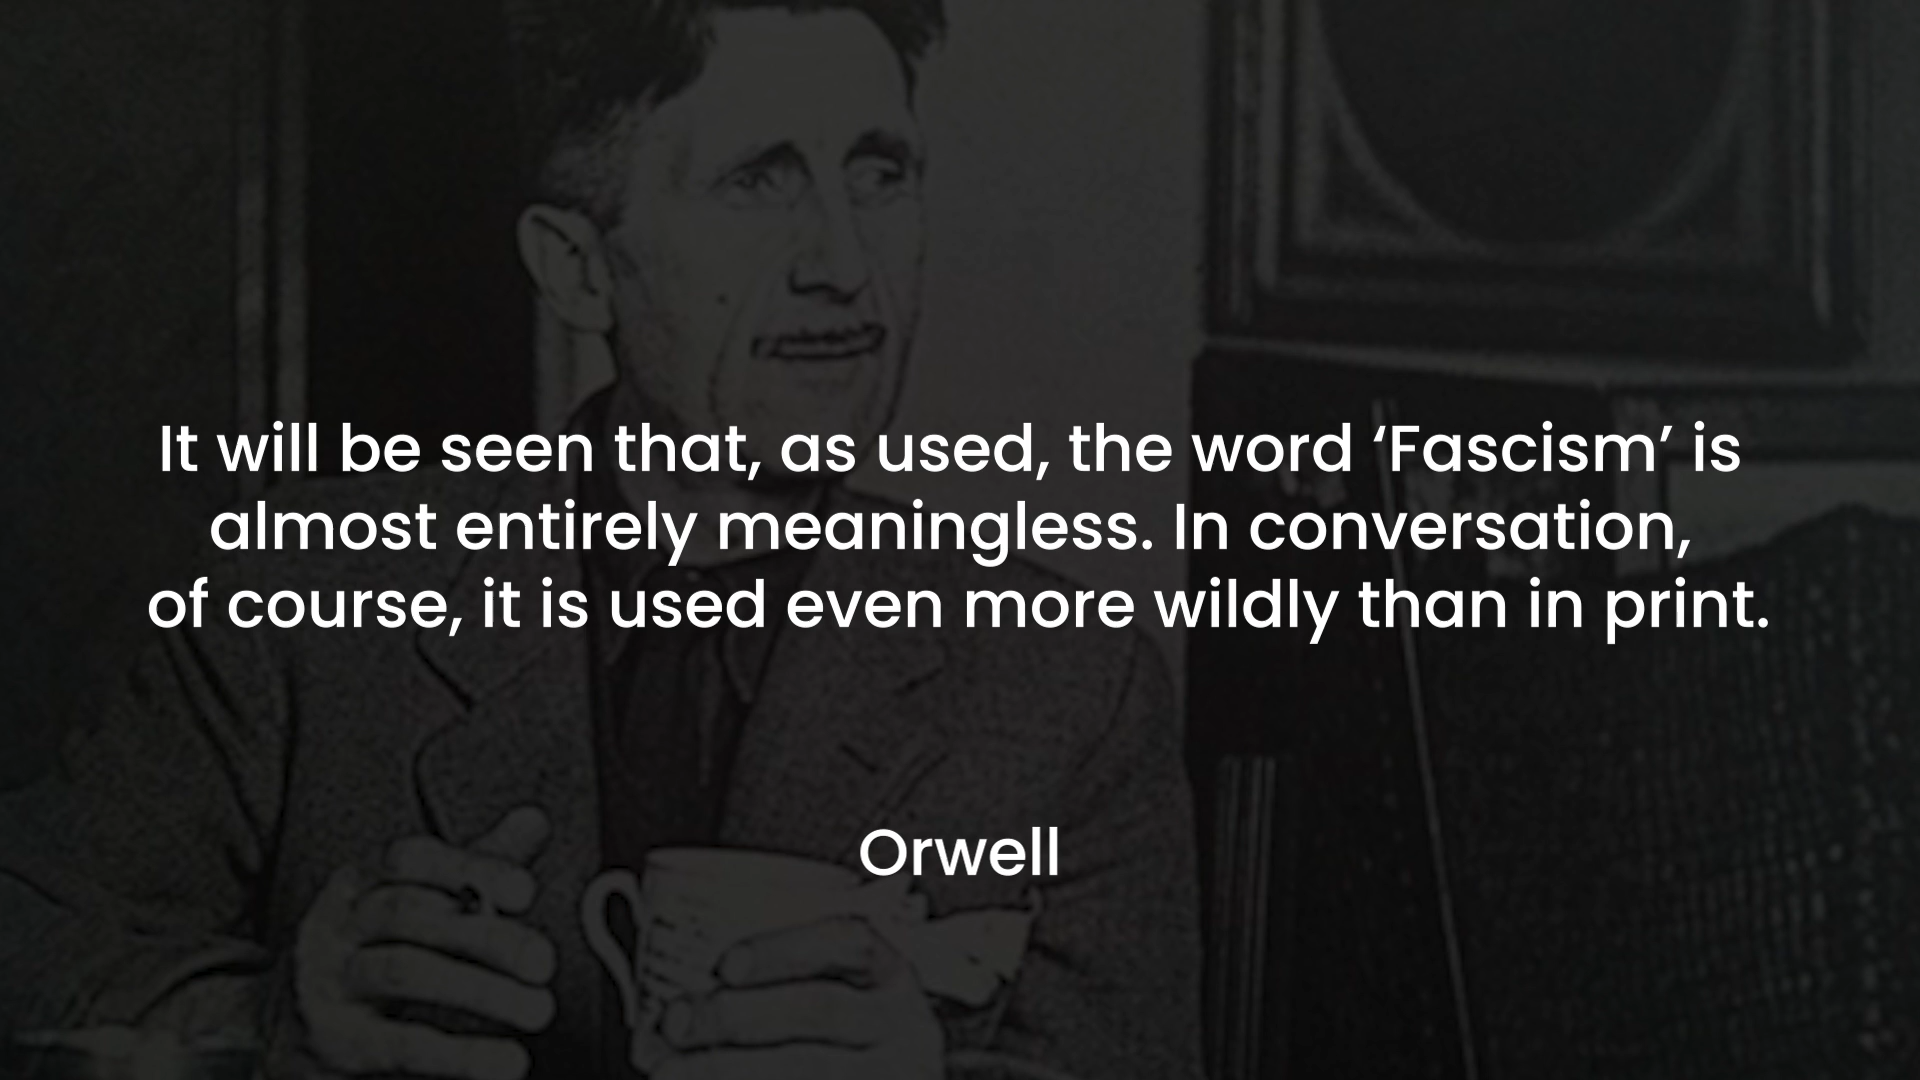 It will be seen that, as used, the word ‘Fascism’ is
almost entirely meaningless. In conversation,
of course, it is used even more wildly than in print.
Orwell